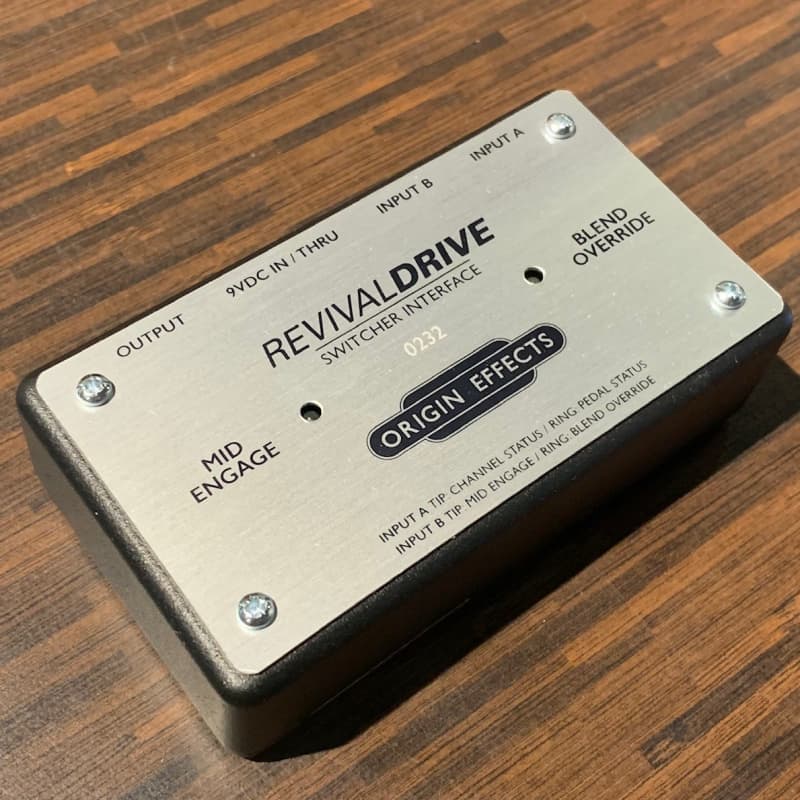 OUTPUT
9VDC IN / THRU
INPUT B
INPUT A
REVIVALDRIVE
SWITCHER INTERFACE
0232
BLEND
OVERRIDE
MID
ENGAGE
ORIGIN EFFECTS
INPUT A TIP: CHANNEL STATUS / RING: PEDAL STATUS
INPUT B TIP: MID ENGAGE / RING: BLEND OVERRIDE